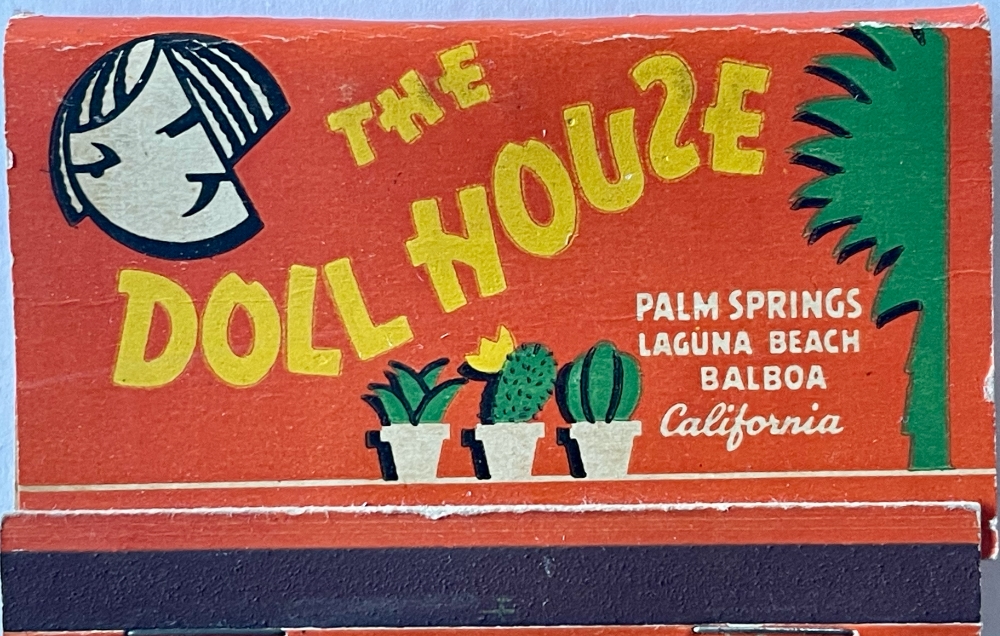 THE
DOLL HOUSE
PALM SPRINGS
LAGUNA BEACH
BALBOA
California